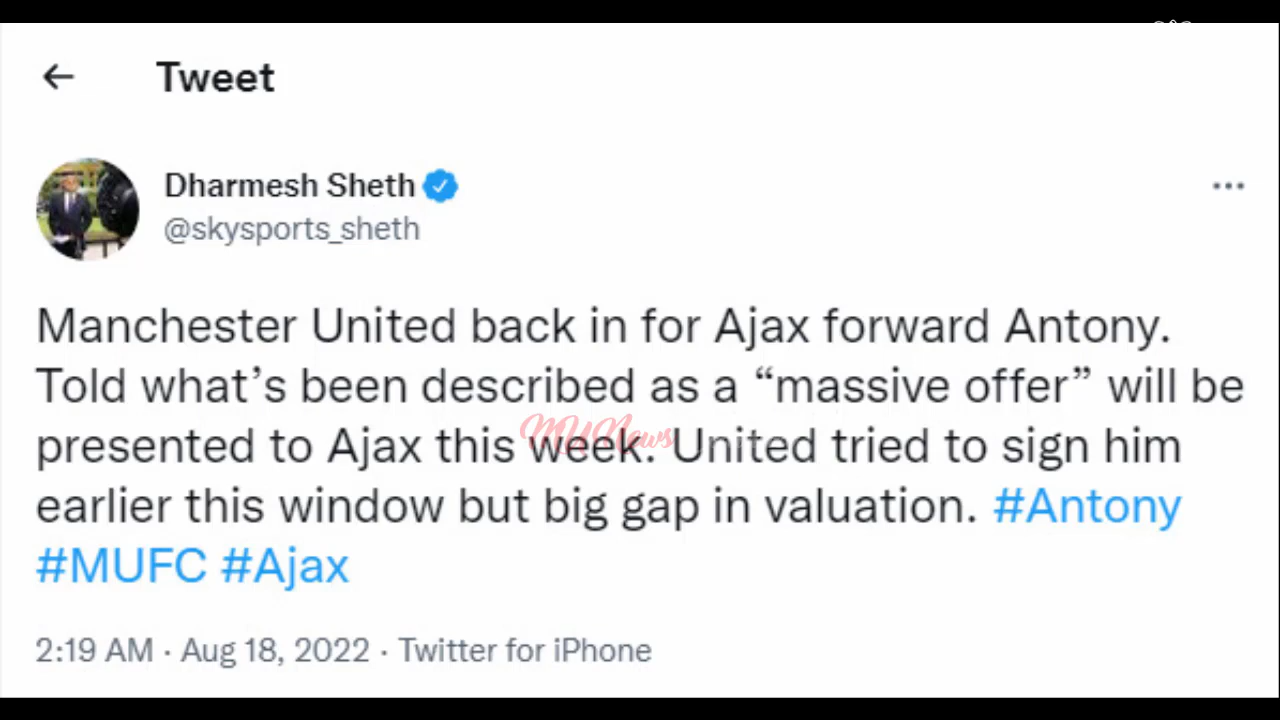 Tweet
Dharmesh Sheth
@skysports_sheth
Manchester United back in for Ajax forward Antony.
Told what’s been described as a “massive offer” will be
presented to Ajax this week. United tried to sign him
earlier this window but big gap in valuation. #Antony
#MUFC #Ajax
2:19 AM · Aug 18, 2022 · Twitter for iPhone